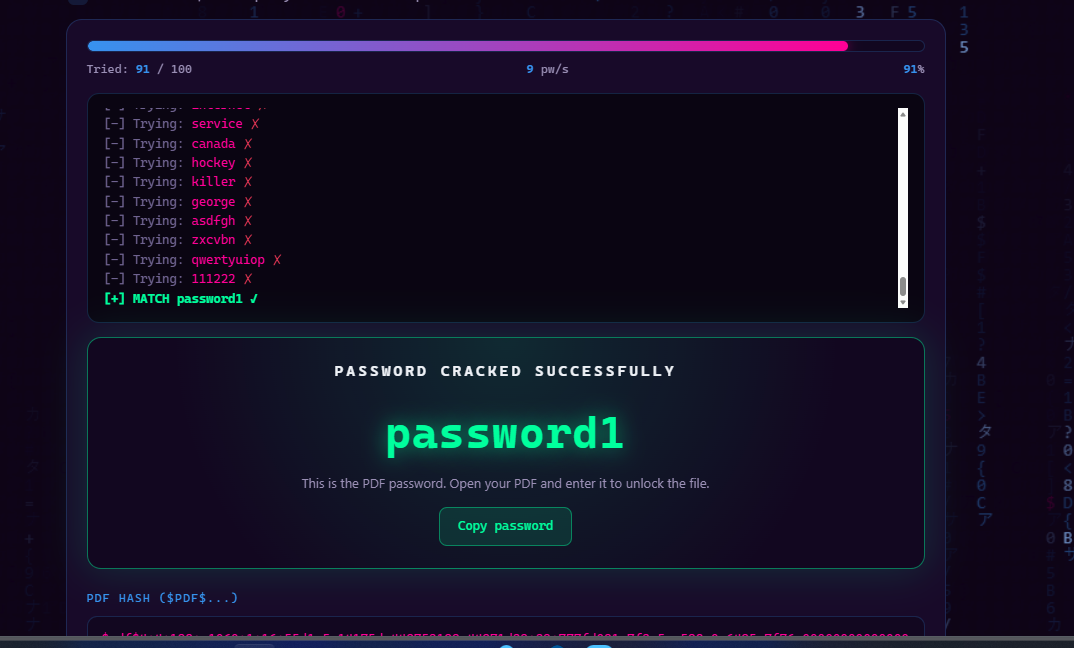 Tried: 91 / 100 9 pw/s 91%
[-] Trying: service ✗
[-] Trying: canada ✗
[-] Trying: hockey ✗
[-] Trying: killer ✗
[-] Trying: george ✗
[-] Trying: asdfgh ✗
[-] Trying: zxcvbn ✗
[-] Trying: qwertyuiop ✗
[-] Trying: 111222 ✗
[+] MATCH password1 ✓
PASSWORD CRACKED SUCCESSFULLY
password1
This is the PDF password. Open your PDF and enter it to unlock the file.
Copy password
PDF HASH ($PDF$...)